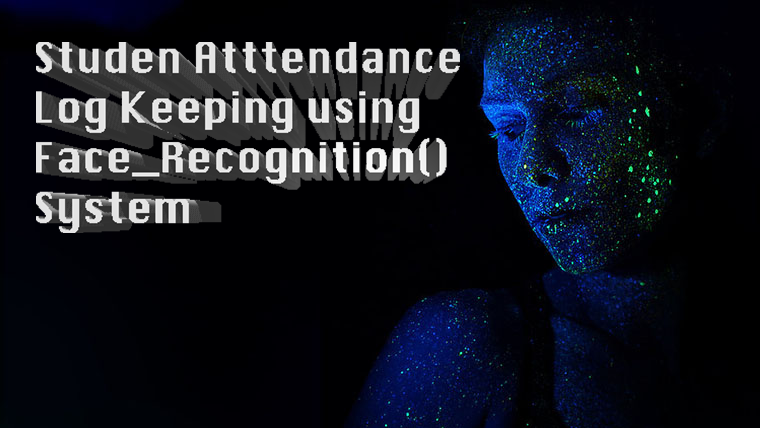 Studen Atttendance
Log Keeping using
Face_Recognition()
System